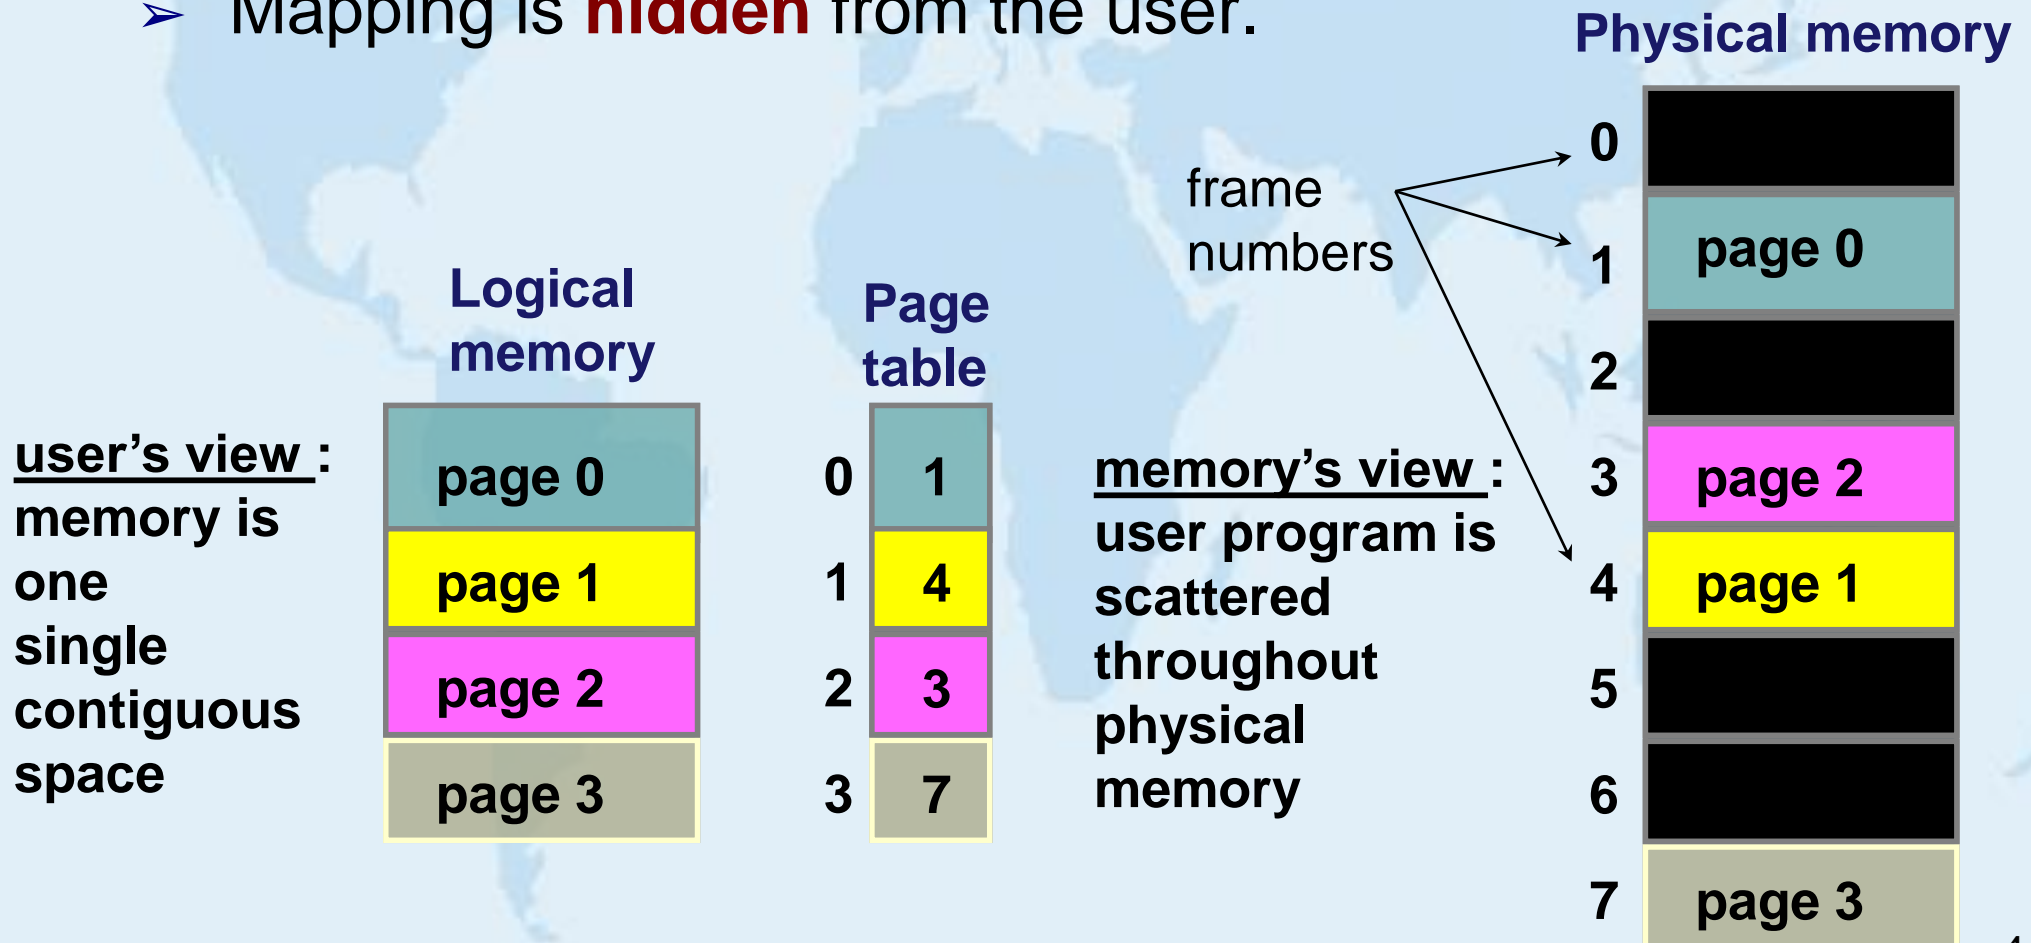 ➢ Mapping is hidden from the user.
Physical memory
frame
numbers
Logical
memory
Page
table
user’s view :
memory is
one
single
contiguous
space
page 0
page 1
page 2
page 3
0 1
1 4
2 3
3 7
memory’s view :
user program is
scattered
throughout
physical
memory
0
1 page 0
2
3 page 2
4 page 1
5
6
7 page 3